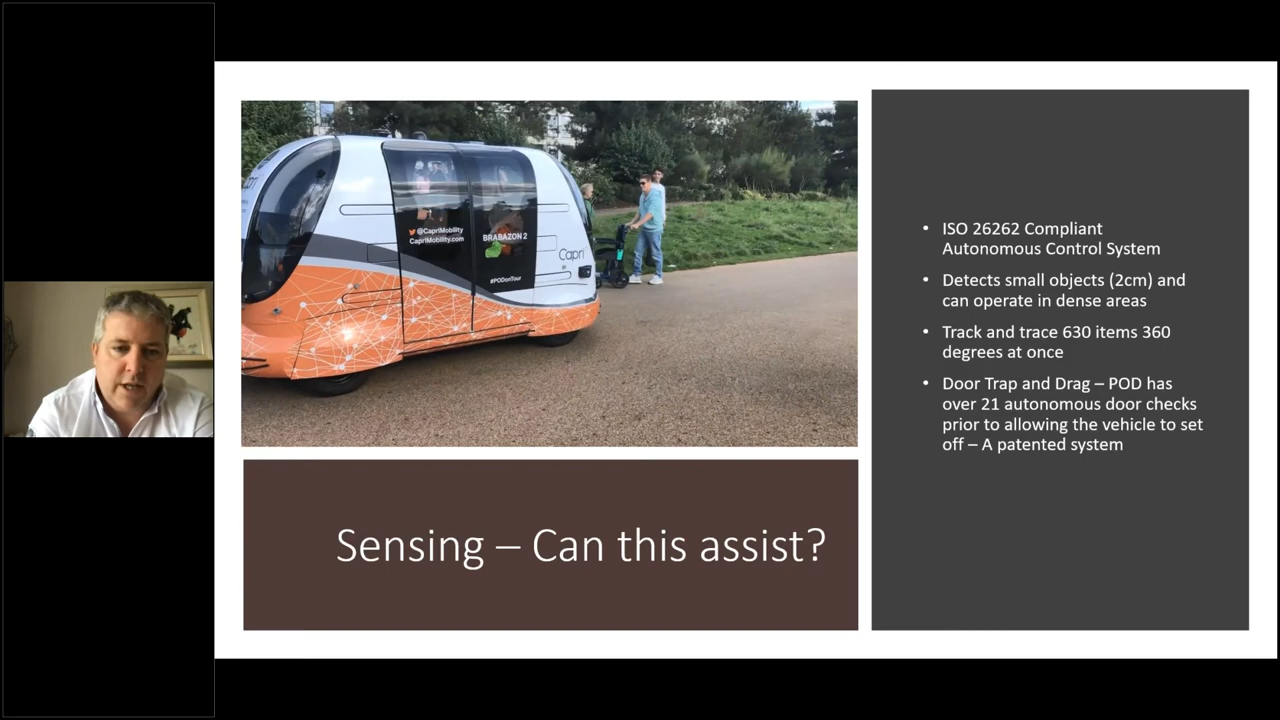 @CapriMobility
CapriMobility.com
BRABAZON 2
#PODonTour
Capri
Sensing – Can this assist?
• ISO 26262 Compliant
Autonomous Control System
• Detects small objects (2cm) and
can operate in dense areas
• Track and trace 630 items 360
degrees at once
• Door Trap and Drag – POD has
over 21 autonomous door checks
prior to allowing the vehicle to set
off – A patented system